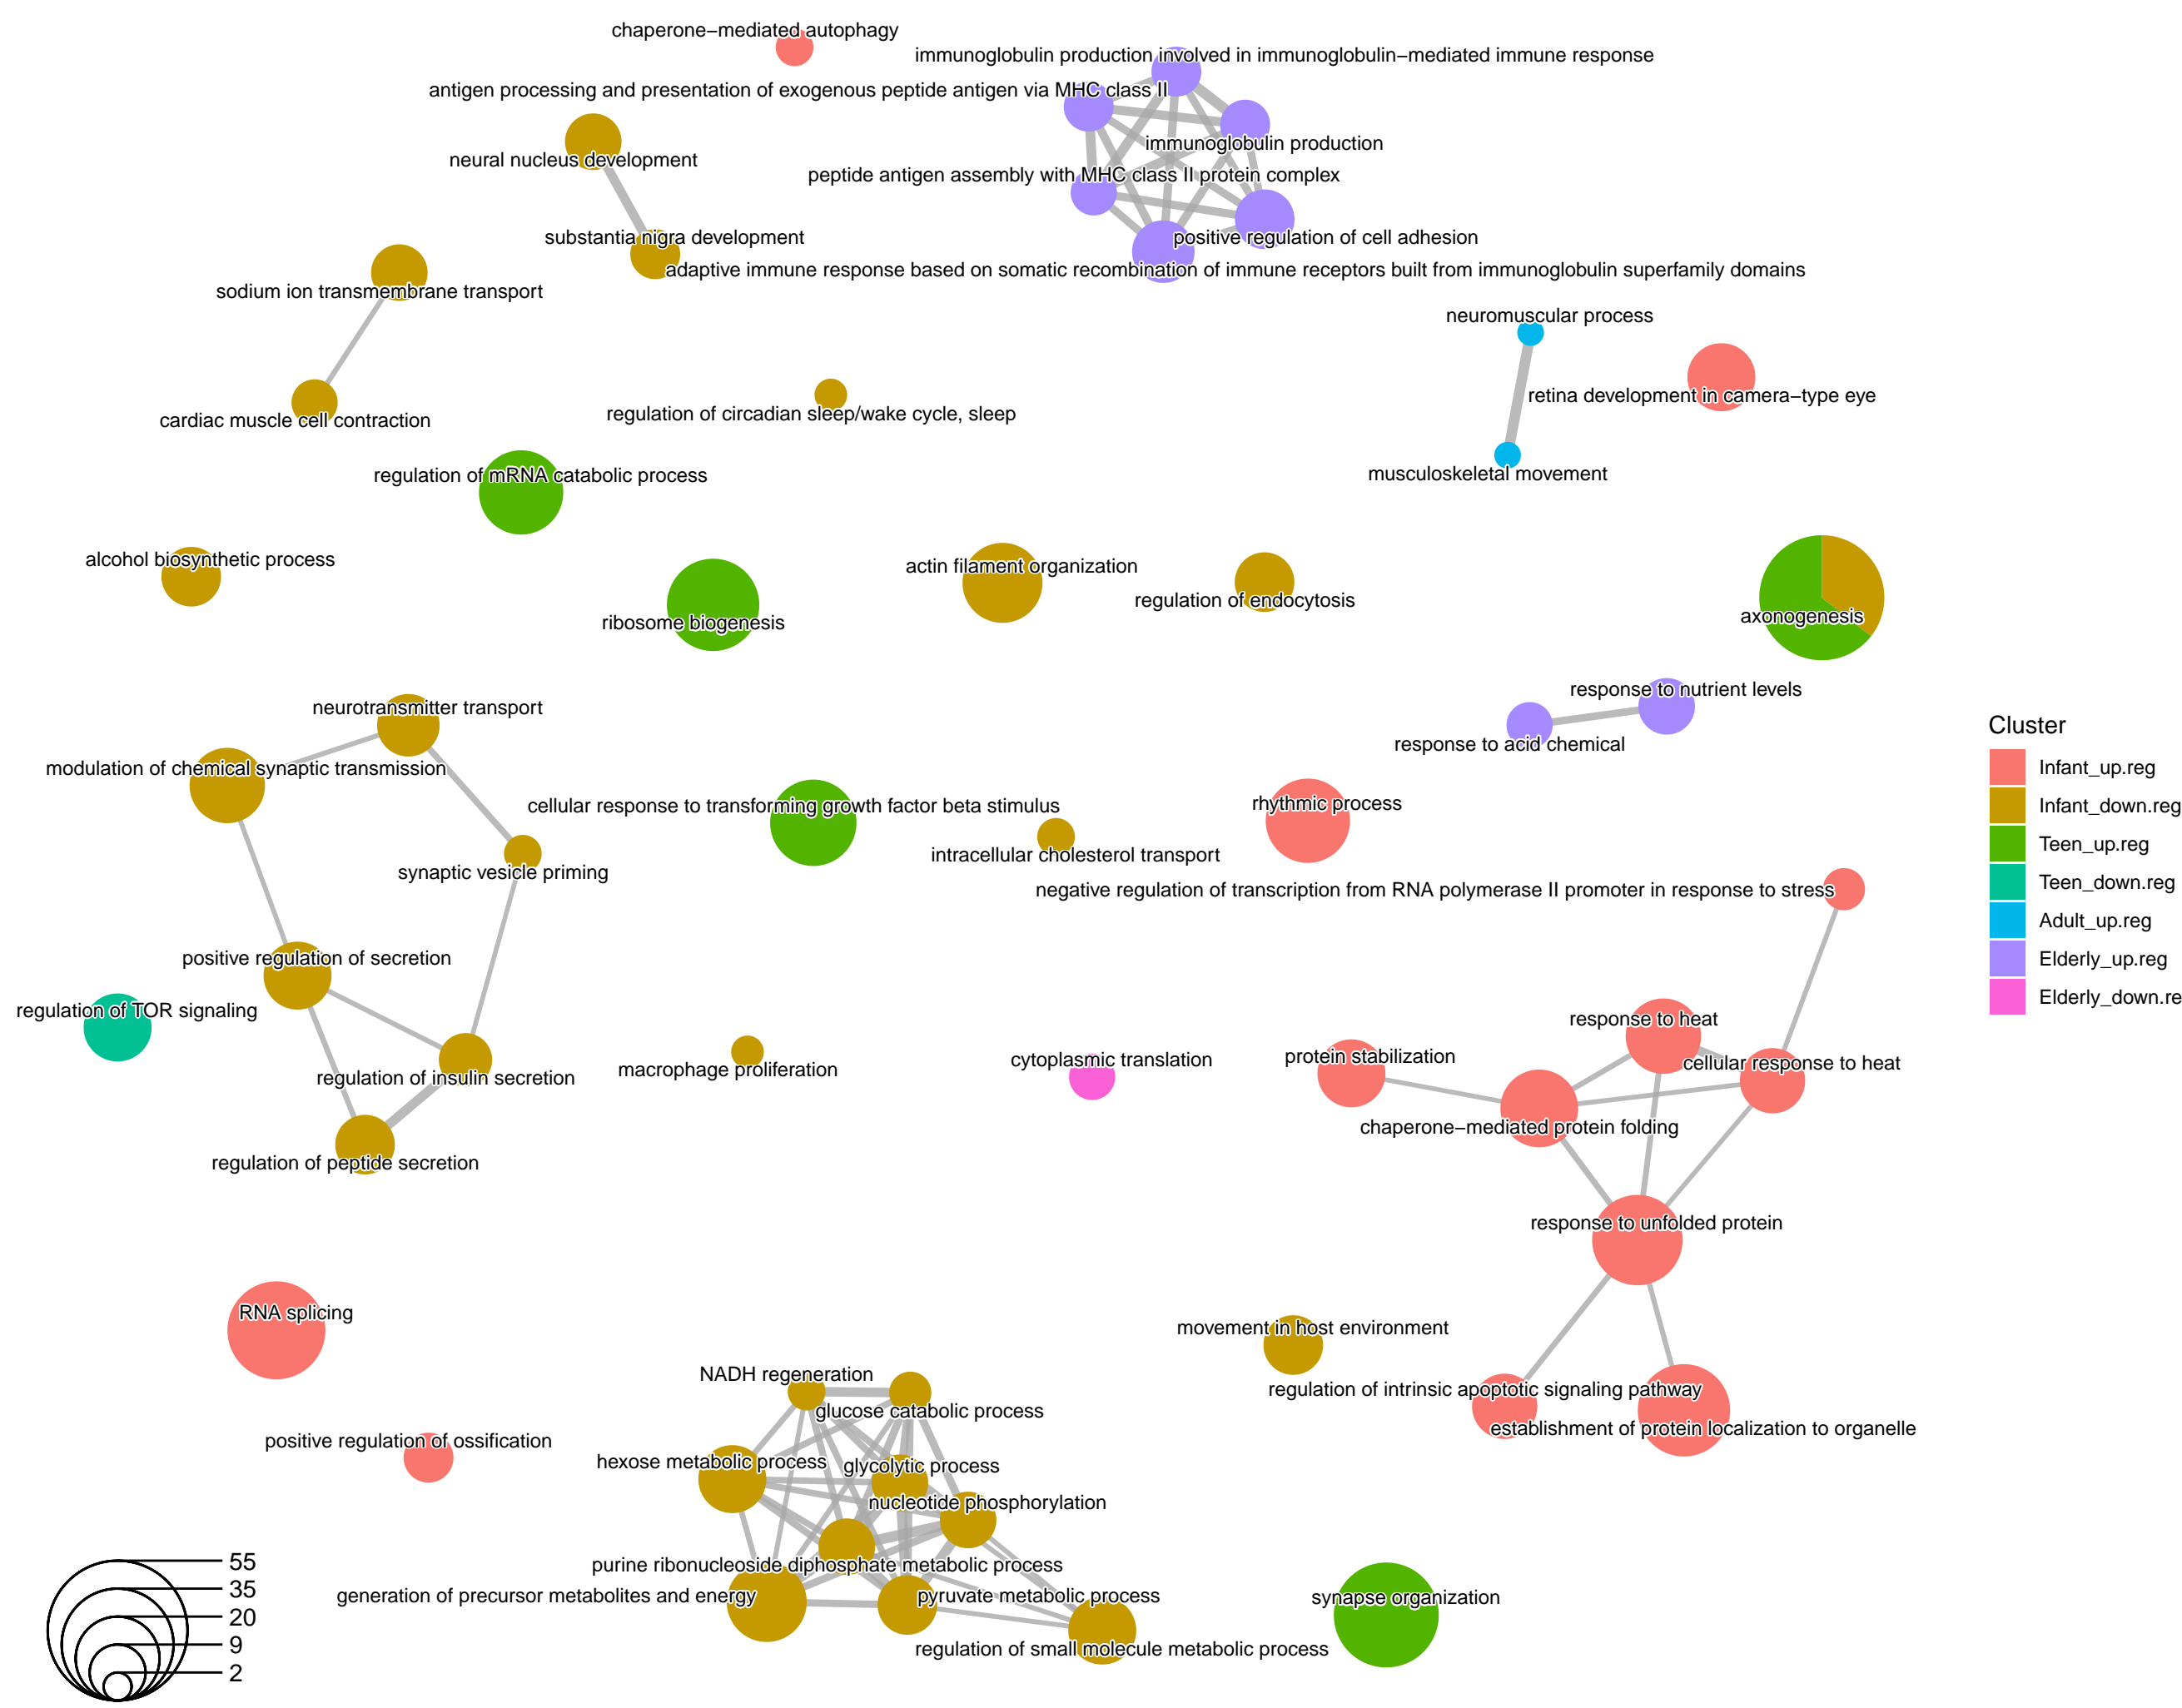 chaperone−mediated autophagy
immunoglobulin production involved in immunoglobulin−mediated immune response
antigen processing and presentation of exogenous peptide antigen via MHC class II
immunoglobulin production
neural nucleus development
peptide antigen assembly with MHC class II protein complex
substantia nigra development
positive regulation of cell adhesion
adaptive immune response based on somatic recombination of immune receptors built from immunoglobulin superfamily domains
sodium ion transmembrane transport
neuromuscular process
retina development in camera−type eye
regulation of circadian sleep/wake cycle, sleep
cardiac muscle cell contraction
musculoskeletal movement
regulation of mRNA catabolic process
alcohol biosynthetic process
actin filament organization
regulation of endocytosis
axonogenesis
ribosome biogenesis
response to nutrient levels
neurotransmitter transport
response to acid chemical
modulation of chemical synaptic transmission
cellular response to transforming growth factor beta stimulus
rhythmic process
intracellular cholesterol transport
synaptic vesicle priming
negative regulation of transcription from RNA polymerase II promoter in response to stress
positive regulation of secretion
regulation of TOR signaling
response to heat
protein stabilization
cytoplasmic translation
cellular response to heat
macrophage proliferation
regulation of insulin secretion
chaperone−mediated protein folding
regulation of peptide secretion
response to unfolded protein
RNA splicing
movement in host environment
NADH regeneration
regulation of intrinsic apoptotic signaling pathway
glucose catabolic process
establishment of protein localization to organelle
positive regulation of ossification
hexose metabolic process
glycolytic process
nucleotide phosphorylation
purine ribonucleoside diphosphate metabolic process
generation of precursor metabolites and energy
pyruvate metabolic process
synapse organization
regulation of small molecule metabolic process
Cluster
Infant_up.reg
Infant_down.reg
Teen_up.reg
Teen_down.reg
Adult_up.reg
Elderly_up.reg
Elderly_down.re
55
35
20
9
2